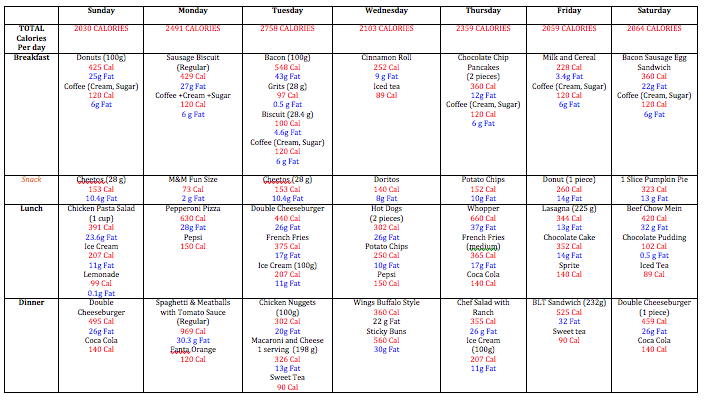 Sunday Monday Tuesday Wednesday Thursday Friday Saturday
TOTAL Calories Per day
2030 CALORIES 2491 CALORIES 2758 CALORIES 2103 CALORIES 2359 CALORIES 2059 CALORIES 2064 CALORIES
Breakfast
Donuts (100g)
425 Cal
25g Fat
Coffee (Cream, Sugar)
120 Cal
6g Fat
Sausage Biscuit
(Regular)
429 Cal
27g Fat
Coffee +Cream +Sugar
120 Cal
6 g Fat
Bacon (100g)
548 Cal
43g Fat
Grits (28 g)
97 Cal
0.5 g Fat
Biscuit (28.4 g)
100 Cal
4.6g Fat
Coffee (Cream, Sugar)
120 Cal
6 g Fat
Cinnamon Roll
252 Cal
9 g Fat
Iced tea
89 Cal
Chocolate Chip
Pancakes
(2 pieces)
360 Cal
12g Fat
Coffee (Cream, Sugar)
120 Cal
6 g Fat
Milk and Cereal
228 Cal
3.4g Fat
Coffee (Cream, Sugar)
120 Cal
6g Fat
Bacon Sausage Egg
Sandwich
360 Cal
22g Fat
Coffee (Cream, Sugar)
120 Cal
6g Fat
Snack
Cheetos (28 g)
153 Cal
10.4g Fat
M&M Fun Size
73 Cal
2 g Fat
Cheetos (28 g)
153 Cal
10.4g Fat
Doritos
140 Cal
8g Fat
Potato Chips
152 Cal
10g Fat
Donut (1 piece)
260 Cal
14g Fat
1 Slice Pumpkin Pie
323 Cal
13 g Fat
Lunch
Chicken Pasta Salad
(1 cup)
391 Cal
23.6g Fat
Ice Cream
207 Cal
11g Fat
Lemonade
99 Cal
0.1g Fat
Pepperoni Pizza
630 Cal
28g Fat
Pepsi
150 Cal
Double Cheeseburger
440 Cal
26g Fat
French Fries
375 Cal
17g Fat
Ice Cream (100g)
207 Cal
11g Fat
Hot Dogs
(2 pieces)
302 Cal
26g Fat
Potato Chips
250 Cal
10g Fat
Pepsi
150 Cal
Whopper
660 Cal
37g Fat
French Fries
(medium)
365 Cal
17g Fat
Coca Cola
140 Cal
Lasagna (225 g)
344 Cal
13g Fat
Chocolate Cake
352 Cal
14g Fat
Sprite
140 Cal
Beef Chow Mein
420 Cal
32 g Fat
Chocolate Pudding
102 Cal
0.5 g Fat
Iced Tea
89 Cal
Dinner
Double
Cheeseburger
495 Cal
26g Fat
Coca Cola
140 Cal
Spaghetti & Meatballs
with Tomato Sauce
(Regular)
969 Cal
30.3 g Fat
Fanta Orange
120 Cal
Chicken Nuggets
(100g)
302 Cal
20g Fat
Macaroni and Cheese
1 serving (198 g)
326 Cal
13g Fat
Sweet Tea
90 Cal
Wings Buffalo Style
360 Cal
22 g Fat
Sticky Buns
560 Cal
30g Fat
Chef Salad with
Ranch
355 Cal
26 g Fat
Ice Cream
(100g)
207 Cal
11g Fat
BLT Sandwich (232g)
525 Cal
32 Fat
Sweet tea
90 Cal
Double Cheeseburger
(1 piece)
459 Cal
26g Fat
Coca Cola
140 Cal